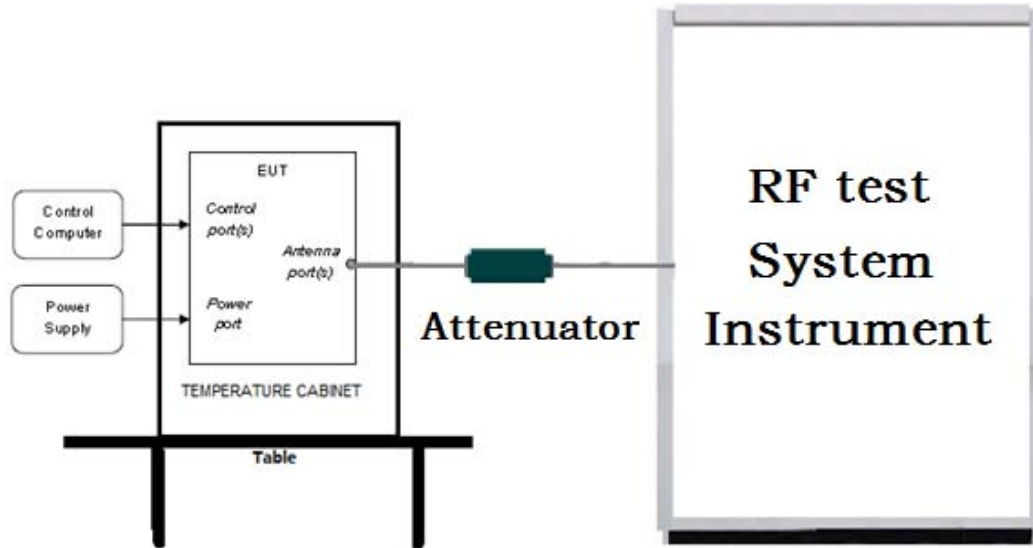 Control
Computer
Power
Supply
EUT
Control
port(s)
Antenna
port(s)
Power
port
TEMPERATURE CABINET
Table
Attenuator
RF test
System
Instrument